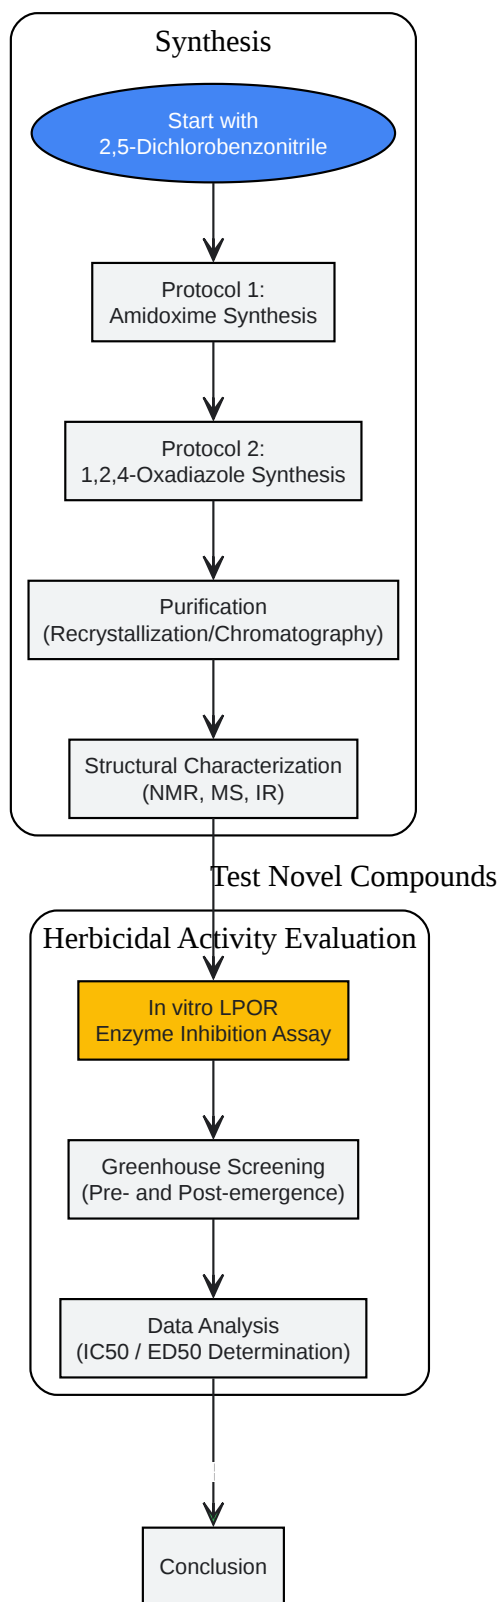 Synthesis
Start with
2,5-Dichlorobenzonitrile
Protocol 1:
Amidoxime Synthesis
Protocol 2:
1,2,4-Oxadiazole Synthesis
Purification
(Recrystallization/Chromatography)
Structural Characterization
(NMR, MS, IR)
Test Novel Compounds
Herbicidal Activity Evaluation
In vitro LPOR
Enzyme Inhibition Assay
Greenhouse Screening
(Pre- and Post-emergence)
Data Analysis
(IC50 / ED50 Determination)
Conclusion